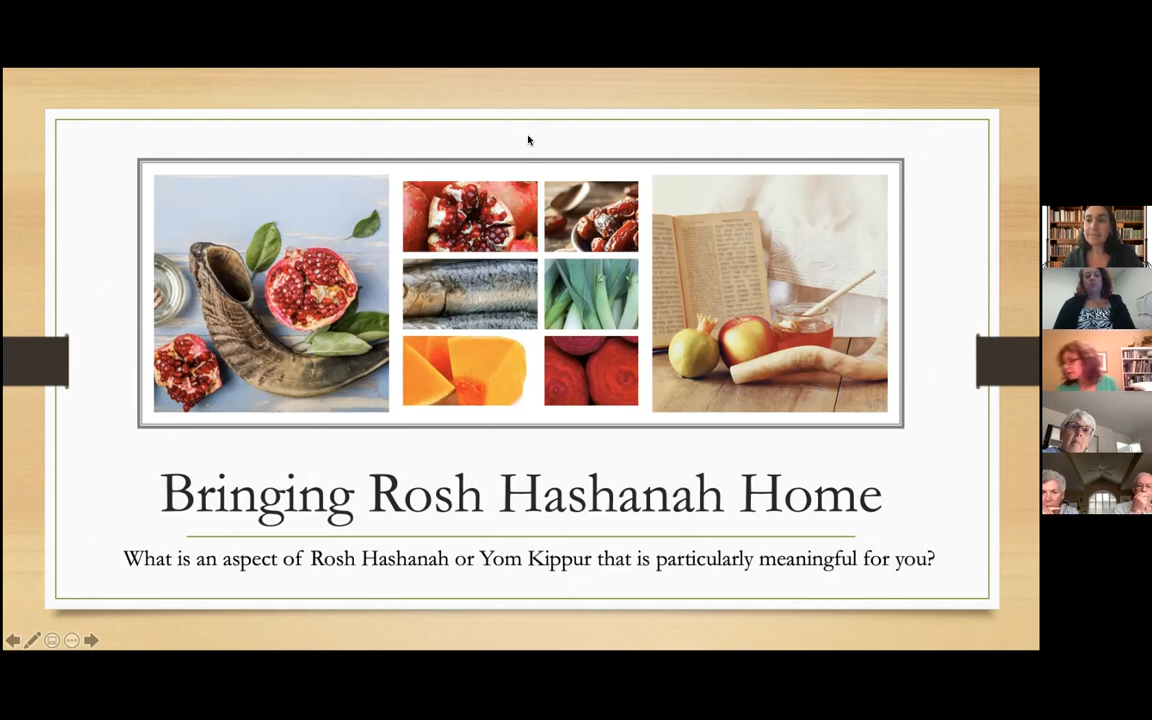 Bringing Rosh Hashanah Home
What is an aspect of Rosh Hashanah or Yom Kippur that is particularly meaningful for you?